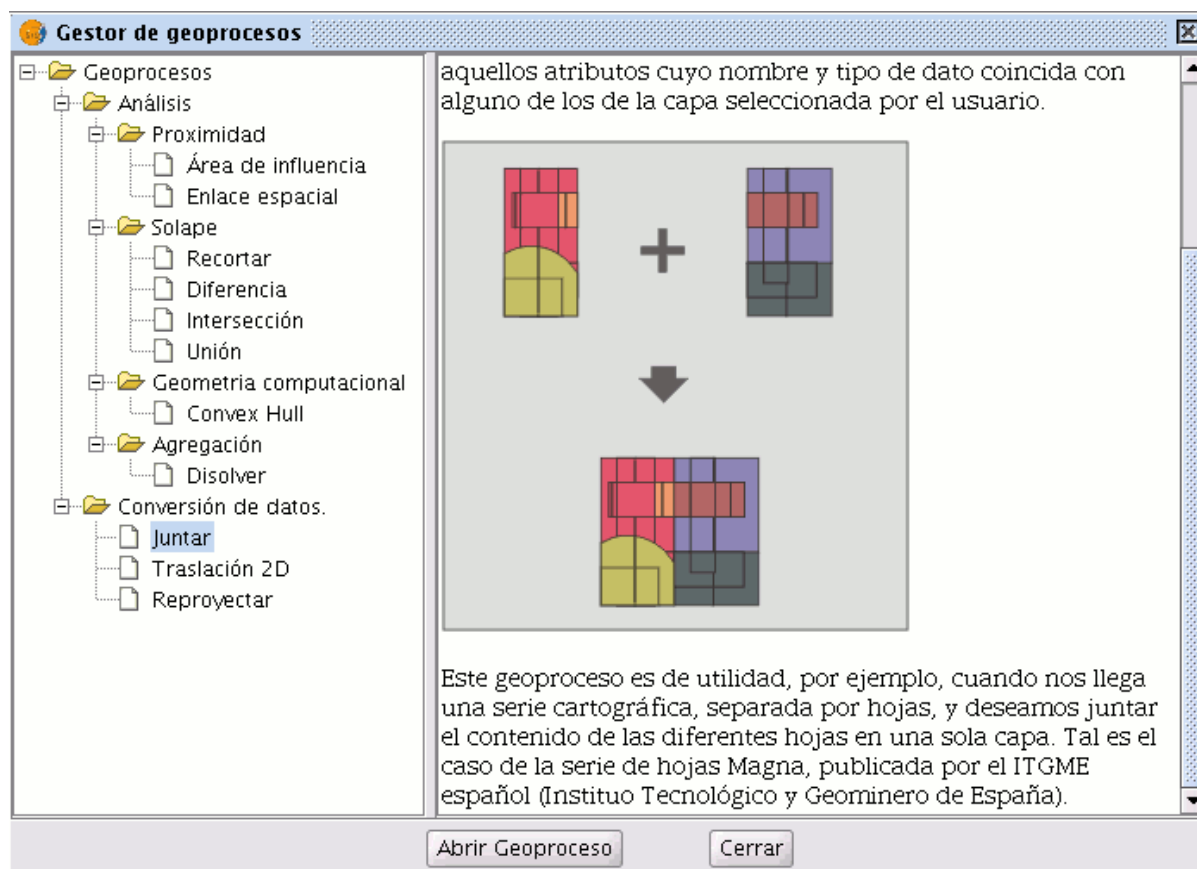 Gestor de geoprocesos
Geoprocesos
Análisis
Proximidad
Área de influencia
Enlace espacial
Solape
Recortar
Diferencia
Intersección
Unión
Geometria computacional
Convex Hull
Agregación
Disolver
Conversión de datos.
Juntar
Traslación 2D
Reproyectar
aquellos atributos cuyo nombre y tipo de dato coincida con
alguno de los de la capa seleccionada por el usuario.
Este geoproceso es de utilidad, por ejemplo, cuando nos llega
una serie cartográfica, separada por hojas, y deseamos juntar
el contenido de las diferentes hojas en una sola capa. Tal es el
caso de la serie de hojas Magna, publicada por el ITGME
español (Instituo Tecnológico y Geominero de España).
Abrir Geoproceso
Cerrar